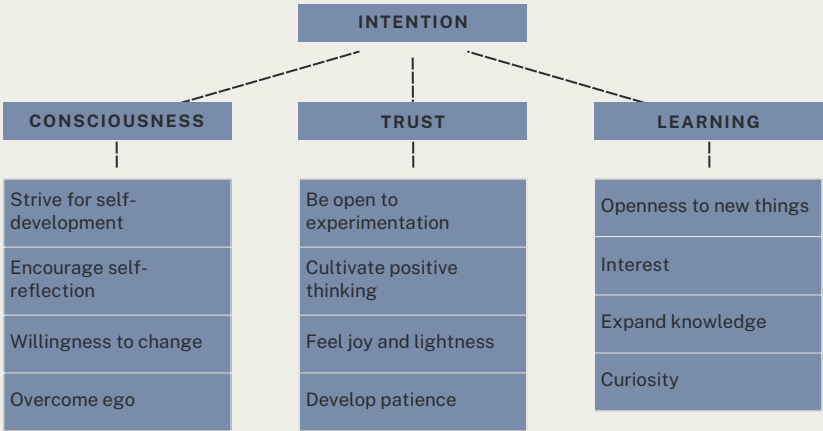 INTENTION
CONSCIOUSNESS
Strive for self-
development
Encourage self-
reflection
Willingness to change
Overcome ego
TRUST
Be open to
experimentation
Cultivate positive
thinking
Feel joy and lightness
Develop patience
LEARNING
Openness to new things
Interest
Expand knowledge
Curiosity